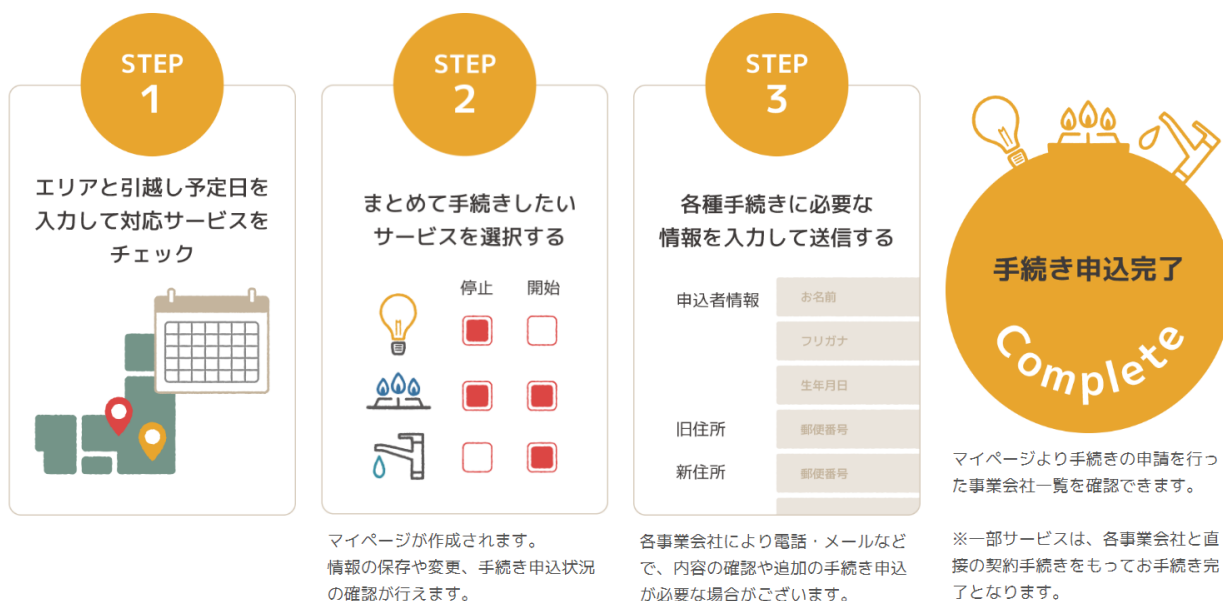 STEP
1
エリアと引越し予定日を
入力して対応サービスを
チェック
STEP
2
まとめて手続きしたい
サービスを選択する
停止 開始
マイページが作成されます。
情報の保存や変更、手続き申込状況
の確認が行えます。
STEP
3
各種手続きに必要な
情報を入力して送信する
申込者情報 お名前
フリガナ
生年月日
旧住所 郵便番号
新住所 郵便番号
各事業会社により電話・メールなど
で、内容の確認や追加の手続き申込
が必要な場合がございます。
手続き申込完了
Complete
マイページより手続きの申請を行っ
た事業会社一覧を確認できます。
※一部サービスは、各事業会社と直
接の契約手続きをもってお手続き完
了となります。